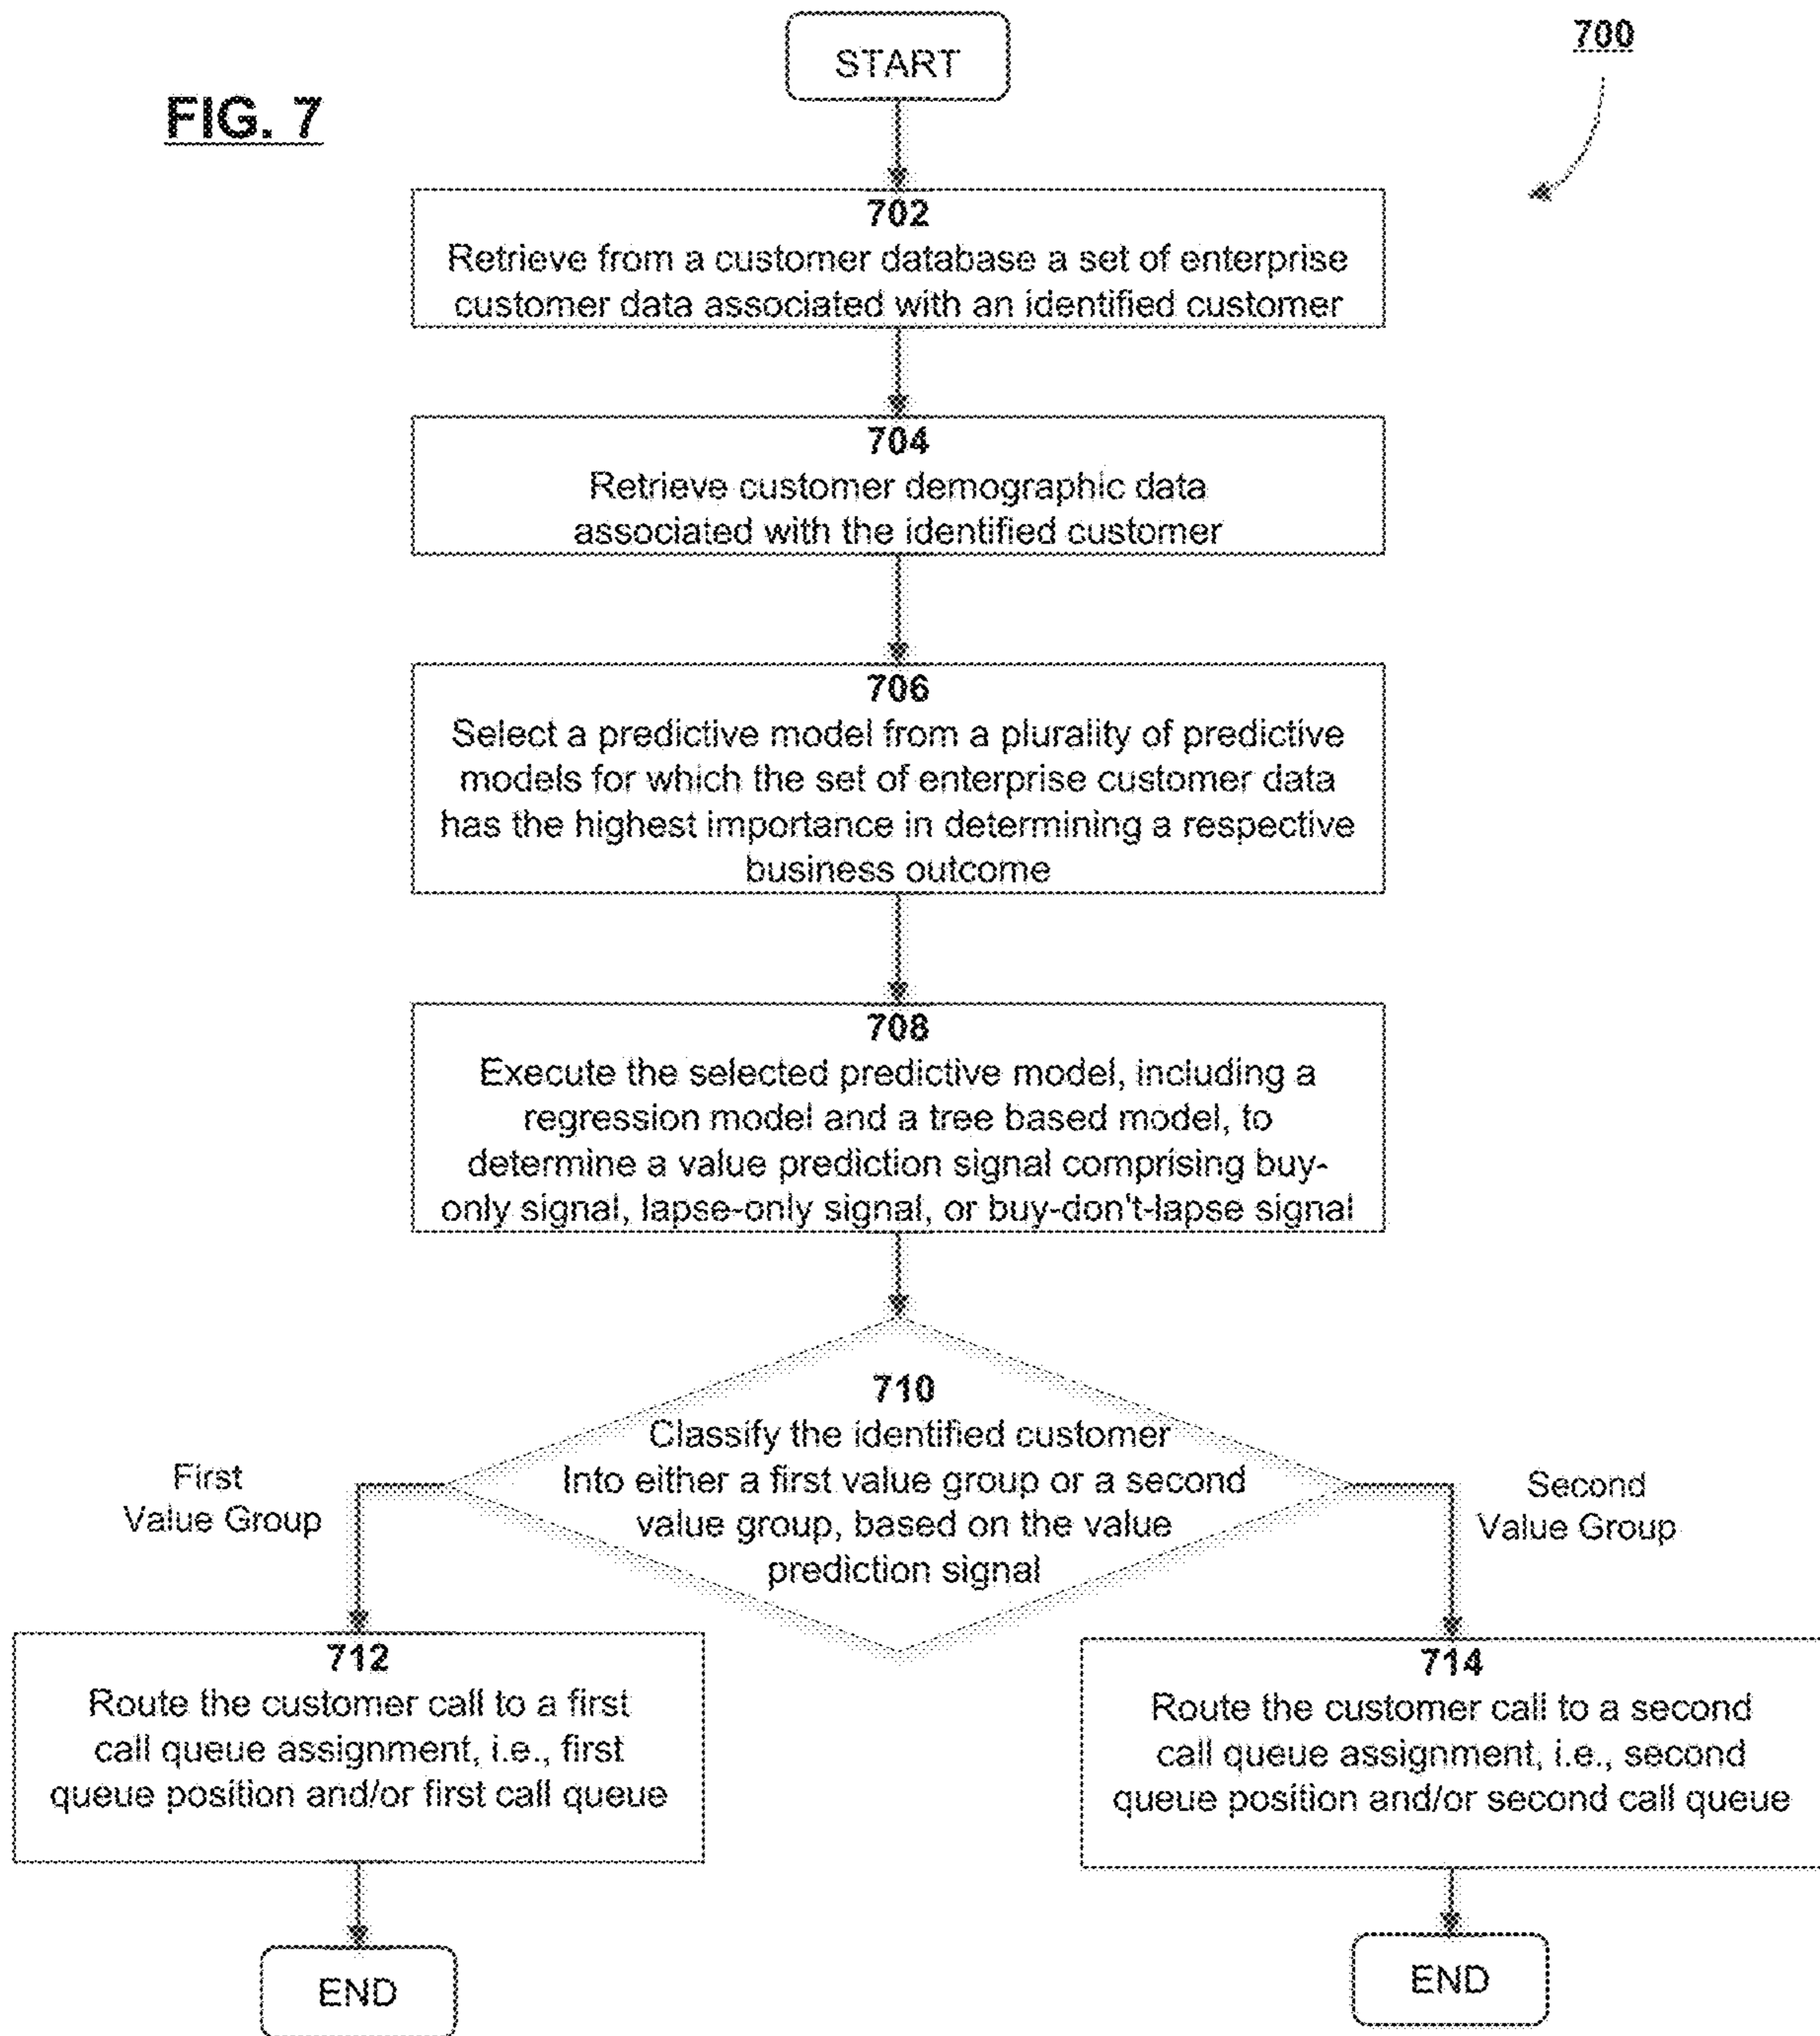 START
700
FIG. 7
702
Retrieve from a customer database a set of enterprise
customer data associated with an identified customer
704
Retrieve customer demographic data
associated with the identified customer
706
Select a predictive model from a plurality of predictive
models for which the set of enterprise customer data
has the highest importance in determining a respective
business outcome
708
Execute the selected predictive model, including a
regression model and a tree based model, to
determine a value prediction signal comprising buy-
only signal, lapse-only signal, or buy-don't-lapse signal
710
Classify the identified customer
Into either a first value group or a second
value group, based on the value
prediction signal
First
Value Group
Second
Value Group
712
Route the customer call to a first
call queue assignment, i.e., first
queue position and/or first call queue
714
Route the customer call to a second
call queue assignment, i.e., second
queue position and/or second call queue
END
END